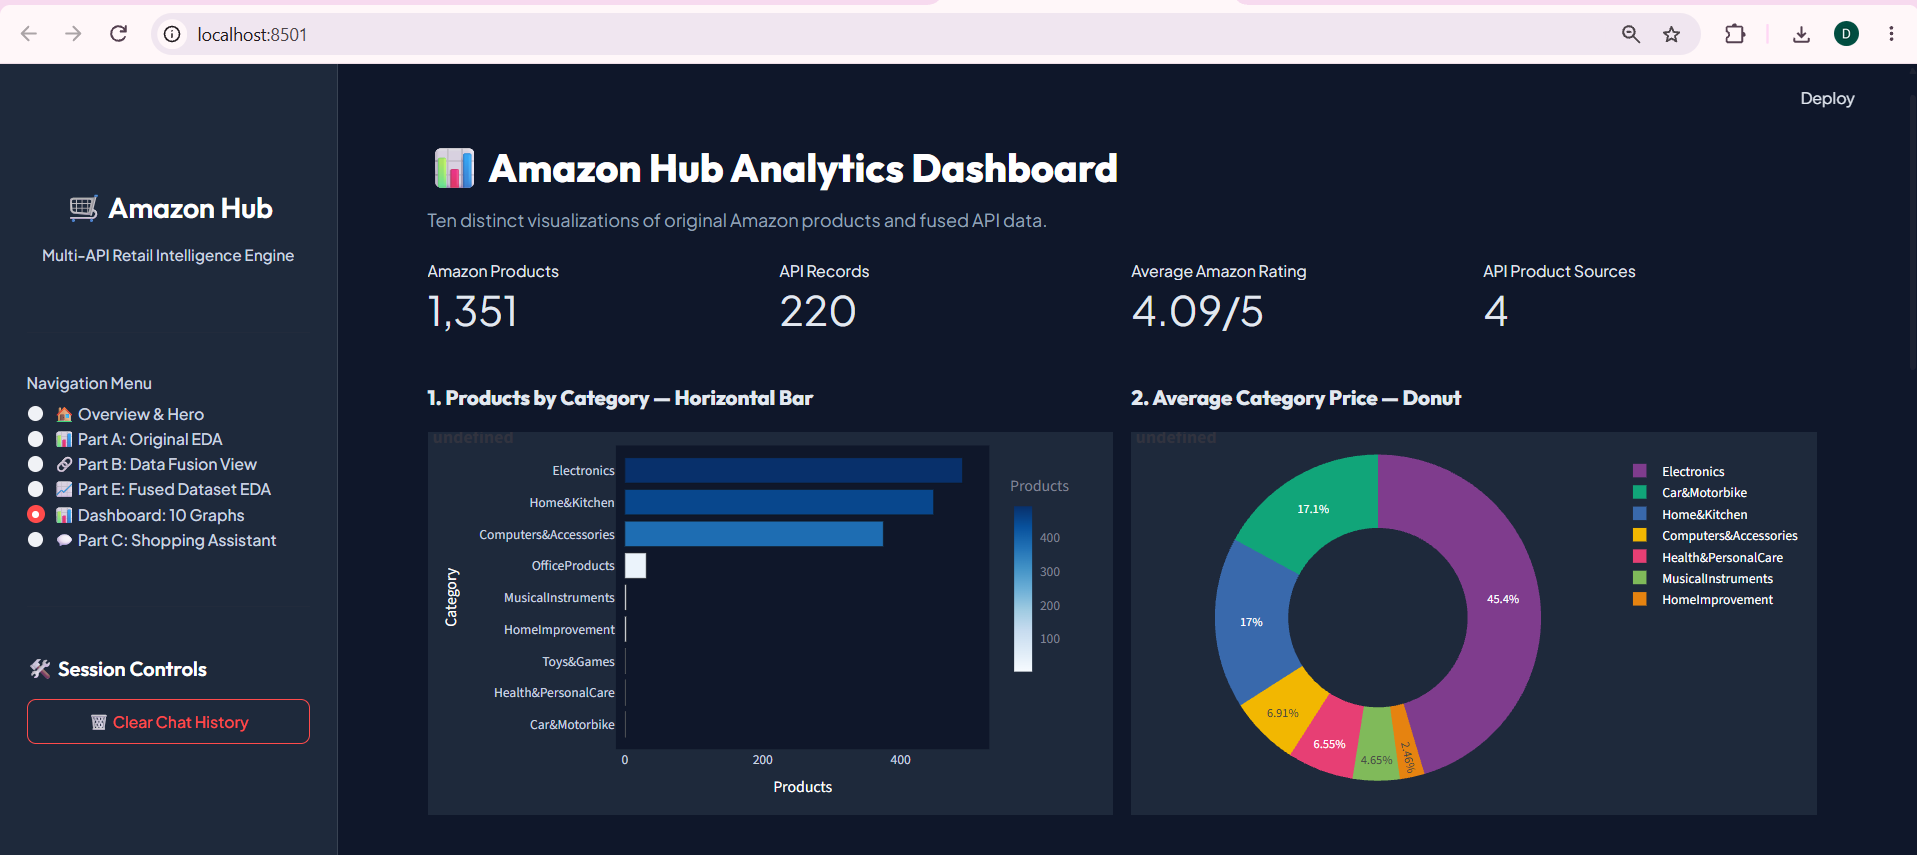 localhost:8501
D
Deploy
Amazon Hub
Multi-API Retail Intelligence Engine
Navigation Menu
Overview & Hero
Part A: Original EDA
Part B: Data Fusion View
Part E: Fused Dataset EDA
Dashboard: 10 Graphs
Part C: Shopping Assistant
Session Controls
Clear Chat History
Amazon Hub Analytics Dashboard
Ten distinct visualizations of original Amazon products and fused API data.
Amazon Products
1,351
API Records
220
Average Amazon Rating
4.09/5
API Product Sources
4
1. Products by Category — Horizontal Bar
undefined
Category
Electronics
Home&Kitchen
Computers&Accessories
OfficeProducts
MusicalInstruments
HomeImprovement
Toys&Games
Health&PersonalCare
Car&Motorbike
0 200 400
Products
Products
400
300
200
100
2. Average Category Price — Donut
undefined
17.1%
45.4%
17%
6.91%
6.55%
4.65%
2.46%
Electronics
Car&Motorbike
Home&Kitchen
Computers&Accessories
Health&PersonalCare
MusicalInstruments
HomeImprovement